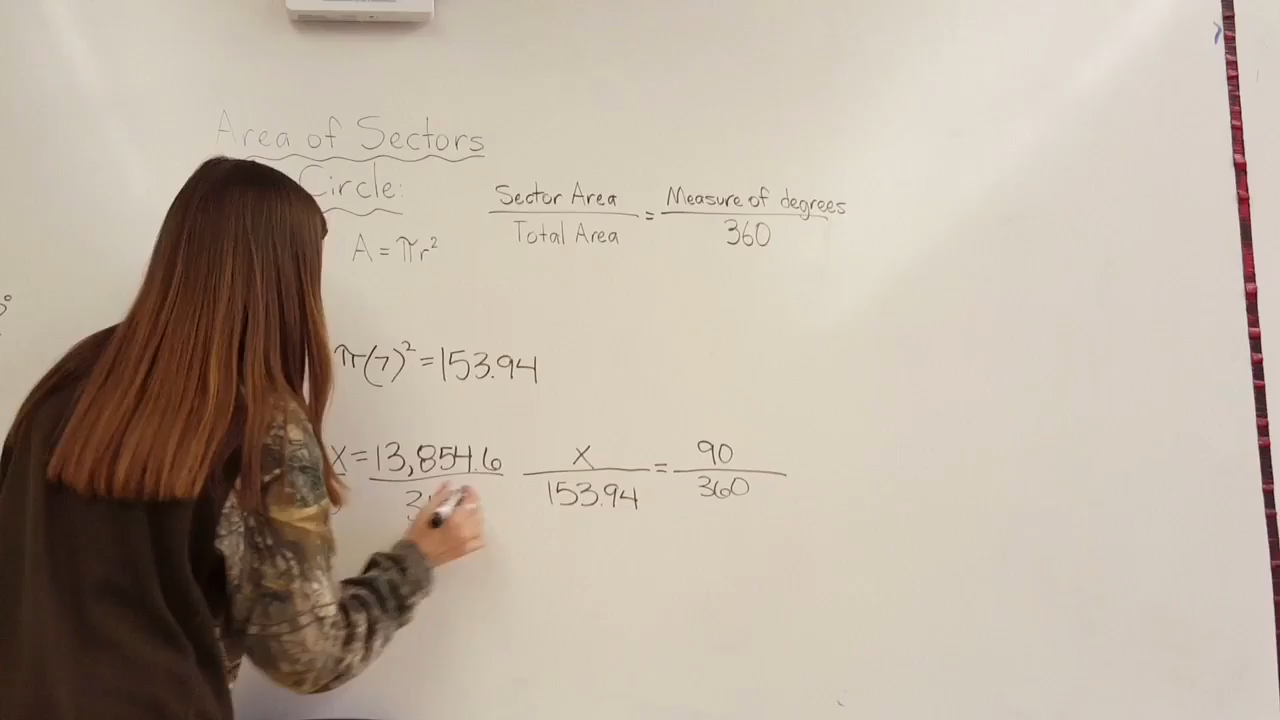 Area of Sectors
Circle:
A = πr²
Sector Area / Total Area = Measure of degrees / 360
π(7)² = 153.94
x = 13,854.6
x / 153.94 = 90 / 360